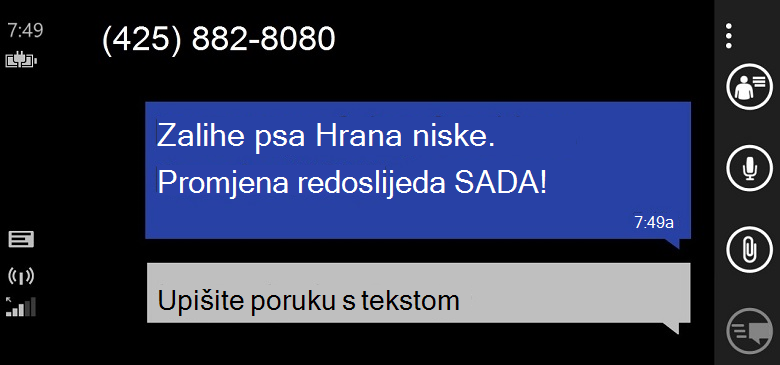 7:49
(425) 882-8080
Zalihe psa Hrana niske.
Promjena redoslijeda SADA!
7:49a
Upišite poruku s tekstom